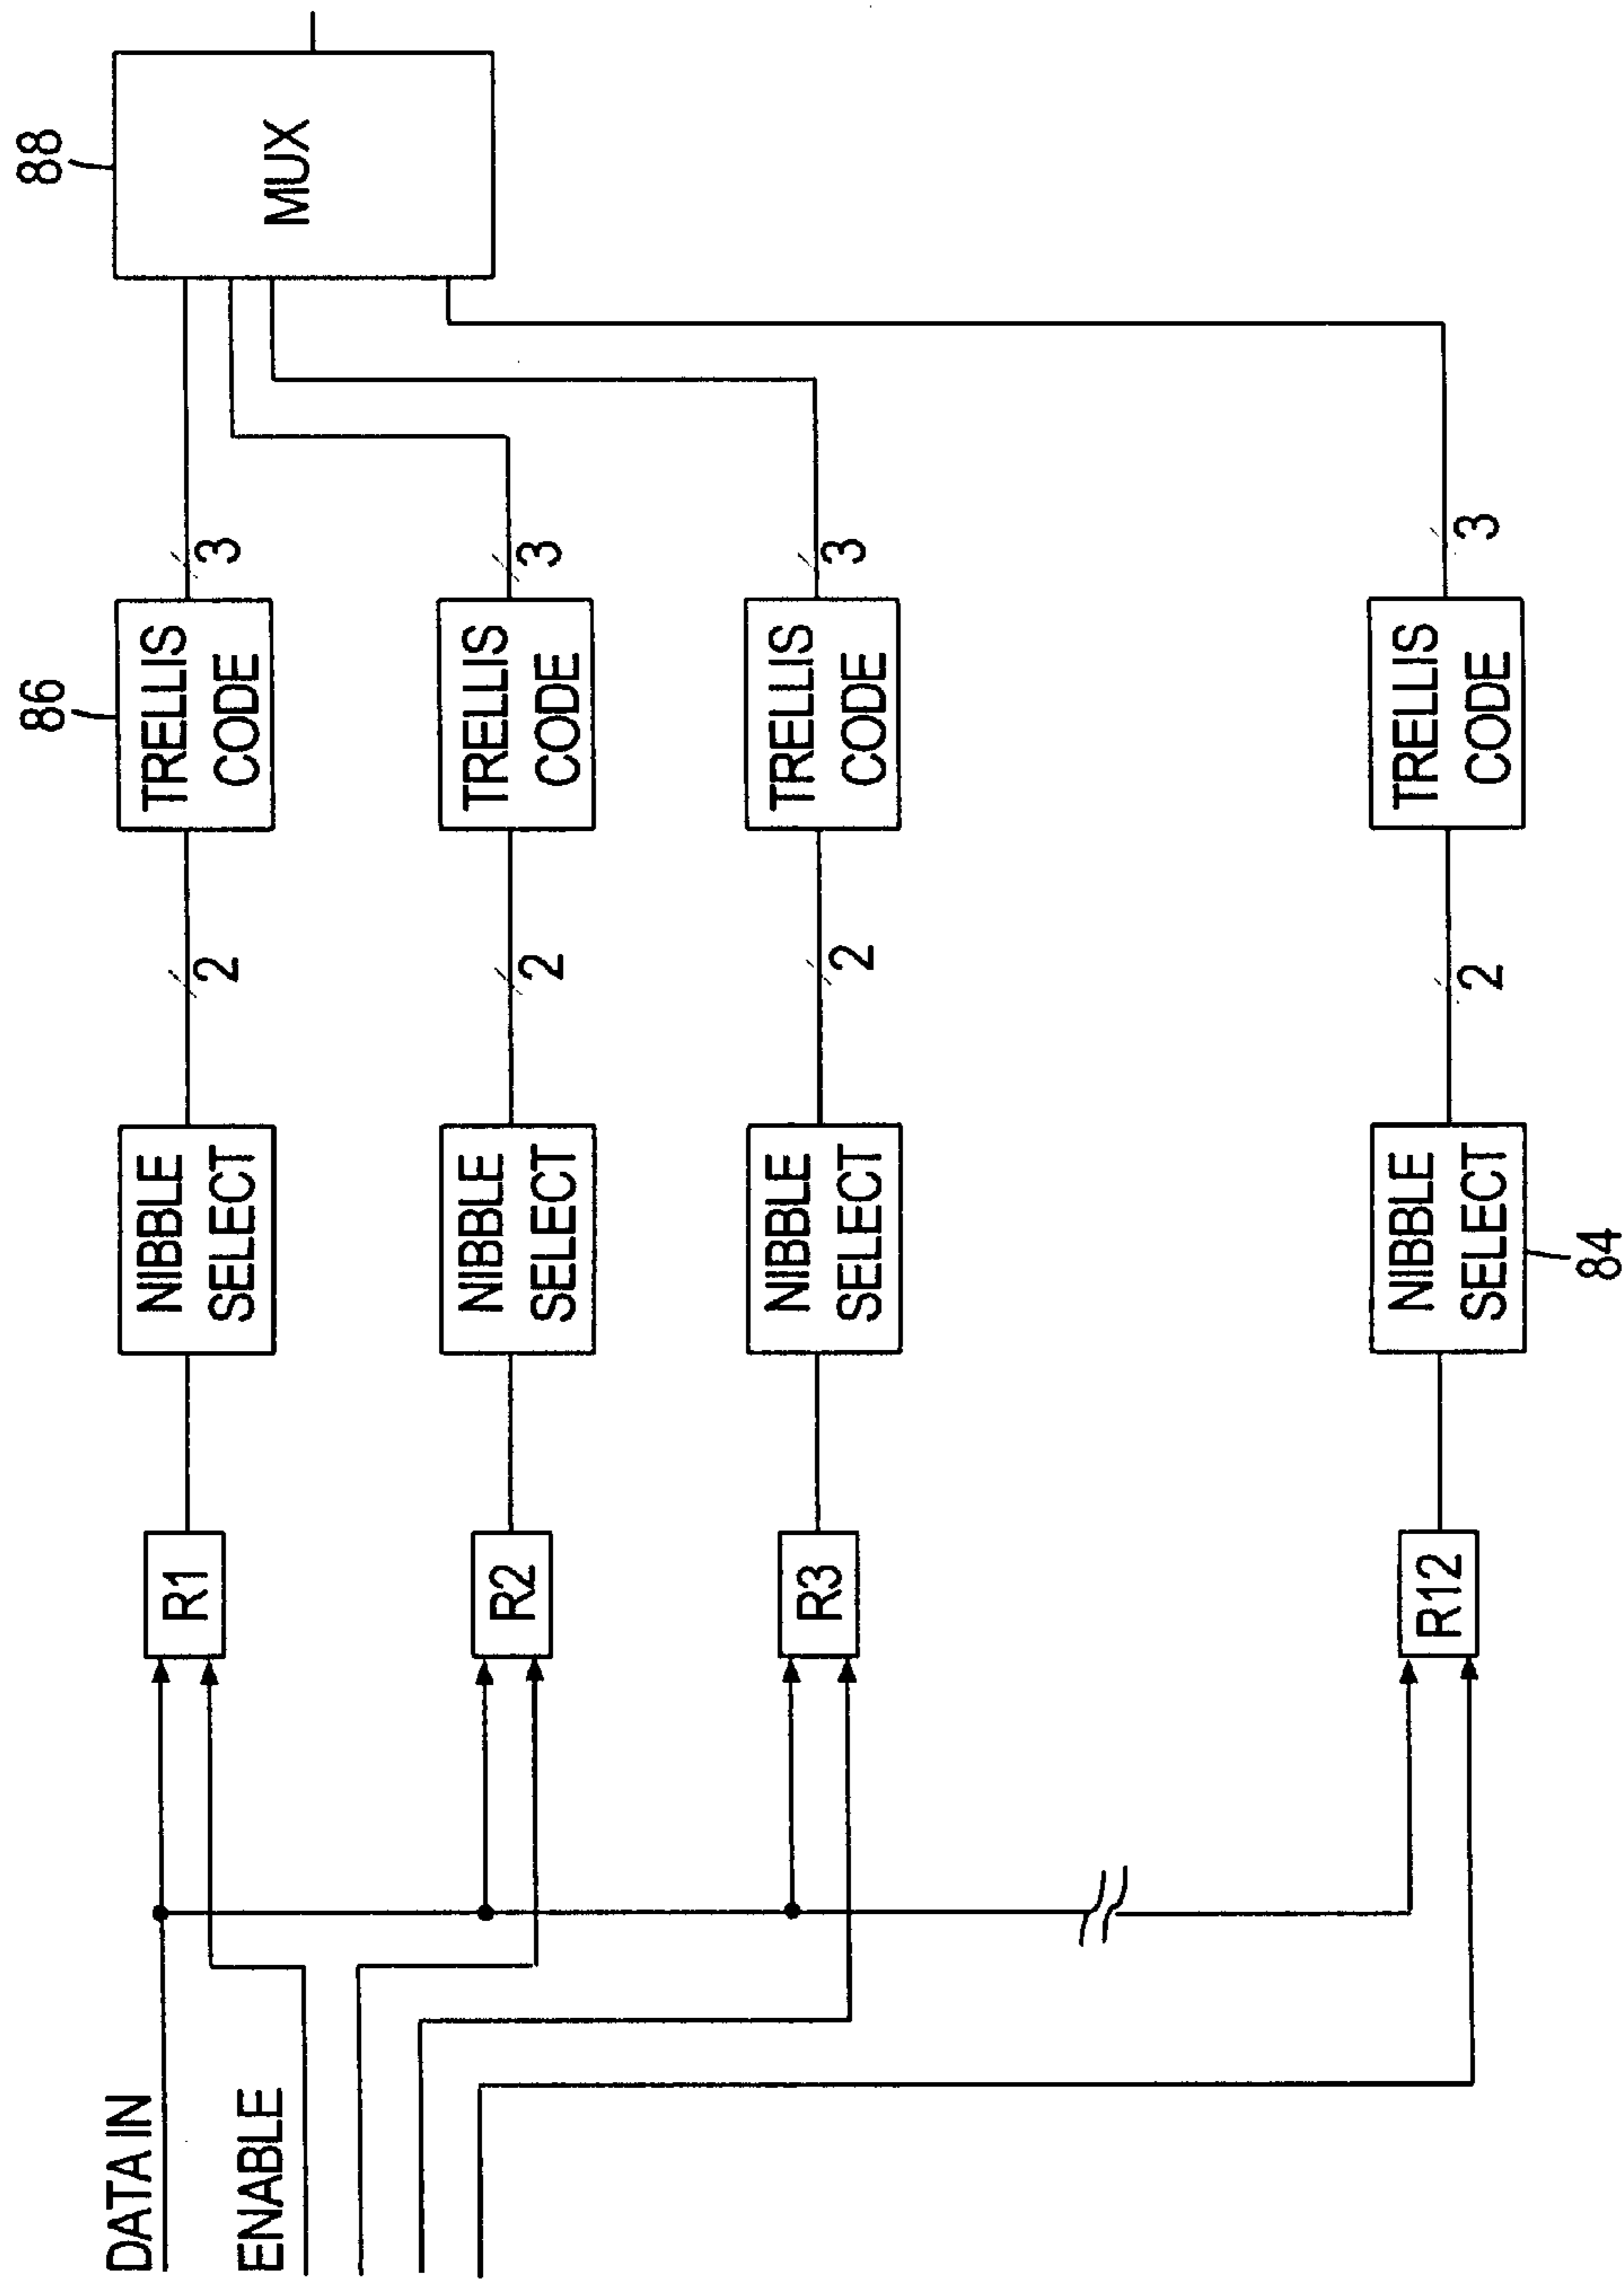 DATA IN
ENABLE
R1
NIBBLE
SELECT
2
86
TRELLIS
CODE
3
88
MUX
R2
NIBBLE
SELECT
2
TRELLIS
CODE
3
R3
NIBBLE
SELECT
2
TRELLIS
CODE
3
R12
NIBBLE
SELECT
84
2
TRELLIS
CODE
3